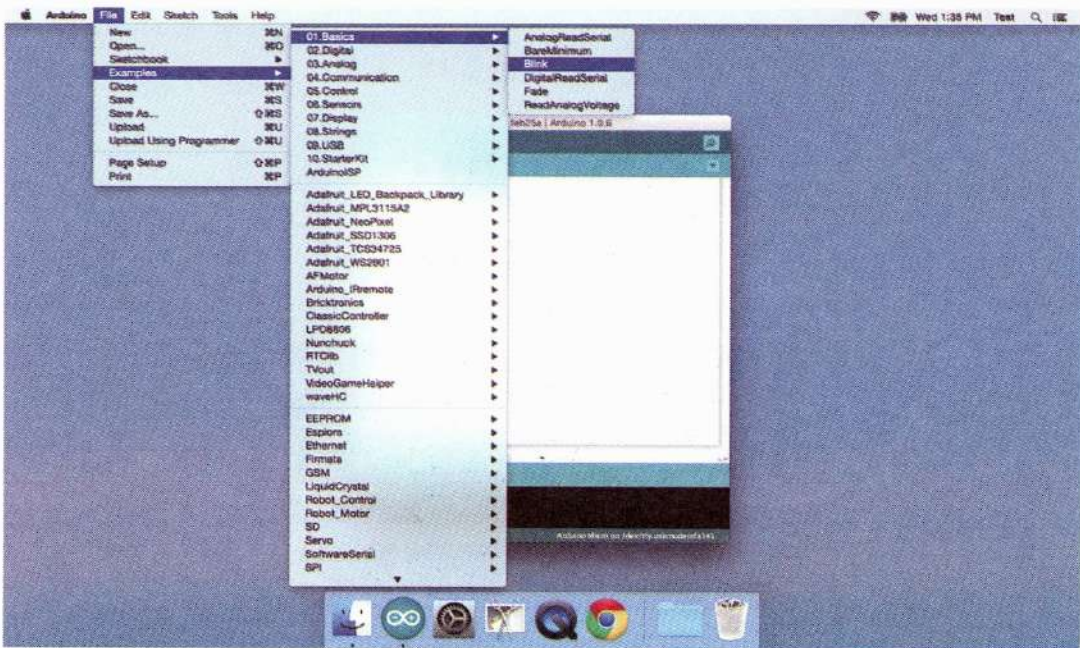 Arduino File Edit Sketch Tools Help
Wed 1:38 PM Test
New ⌘N
Open... ⌘O
Sketchbook
Examples
Close ⌘W
Save ⌘S
Save As... ⇧⌘S
Upload ⌘U
Upload Using Programmer ⇧⌘U
Page Setup ⇧⌘P
Print ⌘P
01.Basics
02.Digital
03.Analog
04.Communication
05.Control
06.Sensors
07.Display
08.Strings
09.USB
10.StarterKit
ArduinoISP
Adafruit_LED_Backpack_Library
Adafruit_MPL3115A2
Adafruit_NeoPixel
Adafruit_SSD1306
Adafruit_TCS34725
Adafruit_WS2801
AFMotor
Arduino_IRremote
Bricktronics
ClassicController
LPD8806
Nunchuck
RTClib
TVout
VideoGameHelper
waveHC
EEPROM
Esplora
Ethernet
Firmata
GSM
LiquidCrystal
Robot_Control
Robot_Motor
SD
Servo
SoftwareSerial
SPI
AnalogReadSerial
BareMinimum
Blink
DigitalReadSerial
Fade
ReadAnalogVoltage
| Arduino 1.0.6
Arduino Micro on